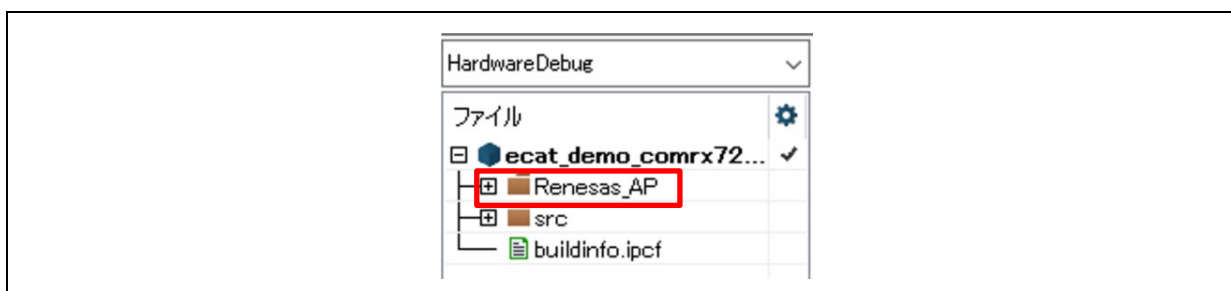 HardwareDebug
ファイル
ecat_demo_comrx72...
Renesas_AP
src
buildinfo.ipcf